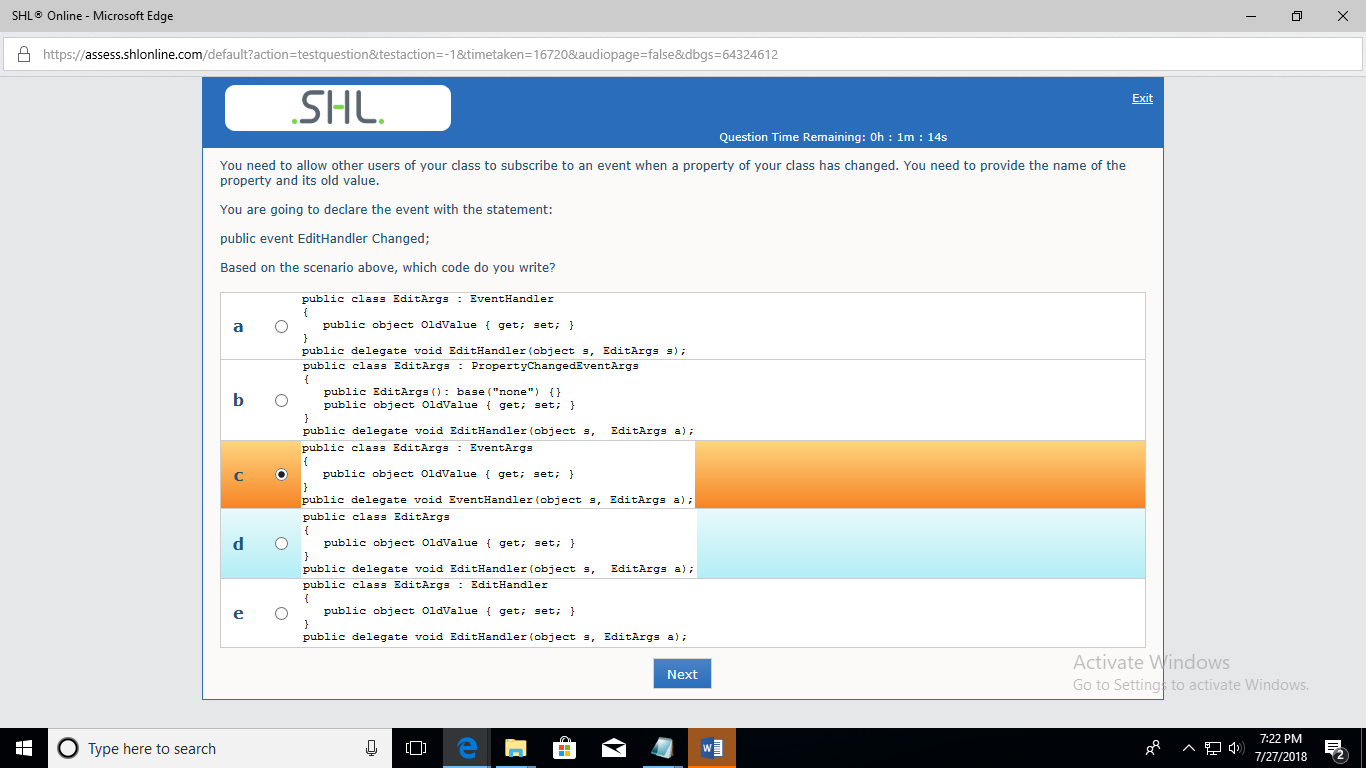 SHL® Online - Microsoft Edge
https://assess.shlonline.com/default?action=testquestion&testaction=-1&timetaken=16720&audiopage=false&dbgs=64324612
.SHL.
Exit
Question Time Remaining: 0h : 1m : 14s
You need to allow other users of your class to subscribe to an event when a property of your class has changed. You need to provide the name of the
property and its old value.
You are going to declare the event with the statement:
public event EditHandler Changed;
Based on the scenario above, which code do you write?
a
public class EditArgs : EventHandler
{
public object OldValue { get; set; }
}
public delegate void EditHandler(object s, EditArgs s);
b
public class EditArgs : PropertyChangedEventArgs
{
public EditArgs(): base("none") {}
public object OldValue { get; set; }
}
public delegate void EditHandler(object s, EditArgs a);
c
public class EditArgs : EventArgs
{
public object OldValue { get; set; }
}
public delegate void EventHandler(object s, EditArgs a);
d
public class EditArgs
{
public object OldValue { get; set; }
}
public delegate void EditHandler(object s, EditArgs a);
e
public class EditArgs : EditHandler
{
public object OldValue { get; set; }
}
public delegate void EditHandler(object s, EditArgs a);
Next
Activate Windows
Go to Settings to activate Windows.
Type here to search
7:22 PM
7/27/2018
2